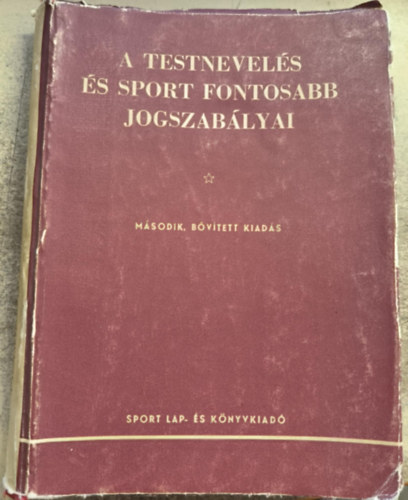 A TESTNEVELÉS
ÉS SPORT FONTOSABB
JOGSZABÁLYAI
MÁSODIK, BŐVÍTETT KIADÁS
SPORT LAP- ÉS KÖNYVKIADÓ